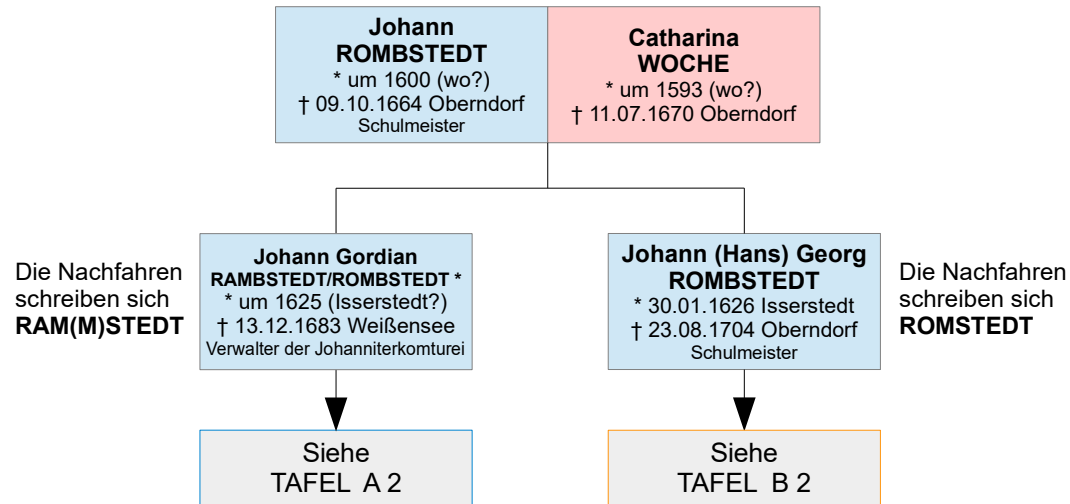 Johann
ROMBSTEDT
* um 1600 (wo?)
† 09.10.1664 Oberndorf
Schulmeister
Catharina
WOCHE
* um 1593 (wo?)
† 11.07.1670 Oberndorf
Die Nachfahren
schreiben sich
RAM(M)STEDT
Johann Gordian
RAMBSTEDT/ROMBSTEDT *
* um 1625 (Isserstedt?)
† 13.12.1683 Weißensee
Verwalter der Johanniterkomturei
Johann (Hans) Georg
ROMBSTEDT
* 30.01.1626 Isserstedt
† 23.08.1704 Oberndorf
Schulmeister
Die Nachfahren
schreiben sich
ROMSTEDT
Siehe
TAFEL A 2
Siehe
TAFEL B 2